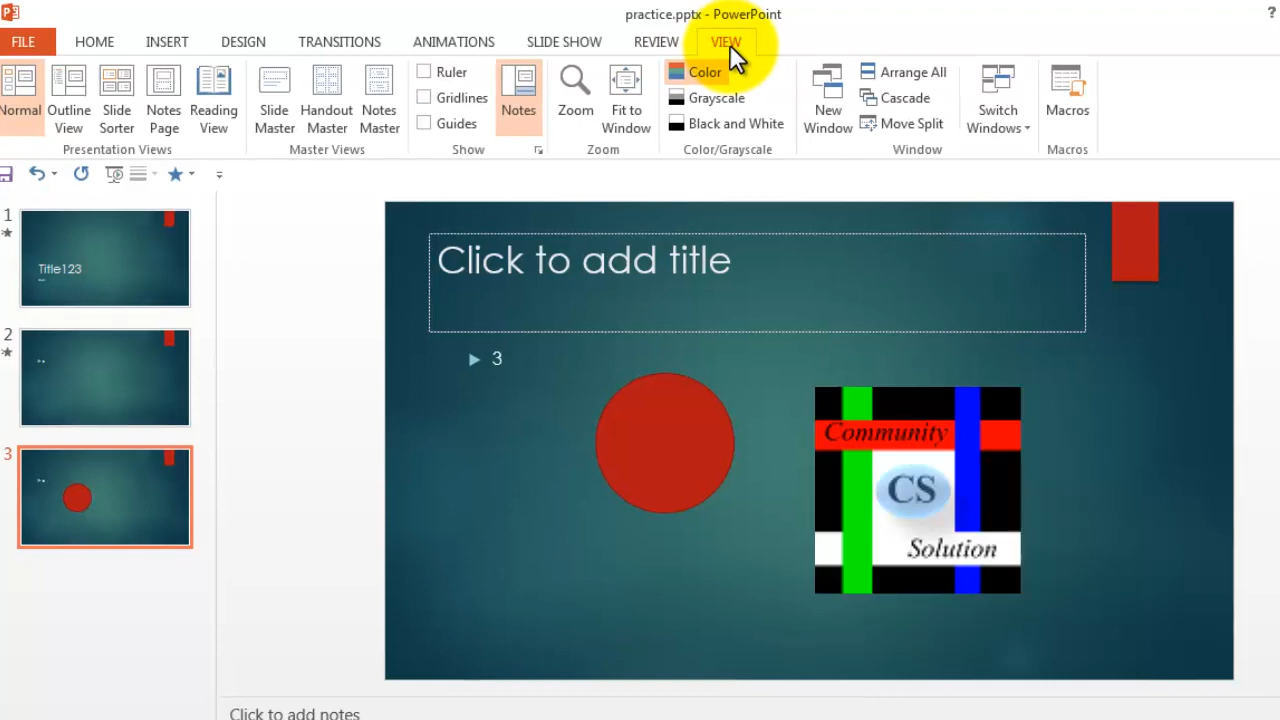 practice.pptx - PowerPoint
?
FILE HOME INSERT DESIGN TRANSITIONS ANIMATIONS SLIDE SHOW REVIEW VIEW
Normal
Outline View
Slide Sorter
Notes Page
Reading View
Presentation Views
Slide Master
Handout Master
Notes Master
Master Views
Ruler
Gridlines
Guides
Notes
Show
Zoom
Fit to Window
Zoom
Color
Grayscale
Black and White
Color/Grayscale
New Window
Arrange All
Cascade
Move Split
Switch Windows
Window
Macros
Macros
1
Title123
2
3
Click to add title
3
Community
CS
Solution
Click to add notes